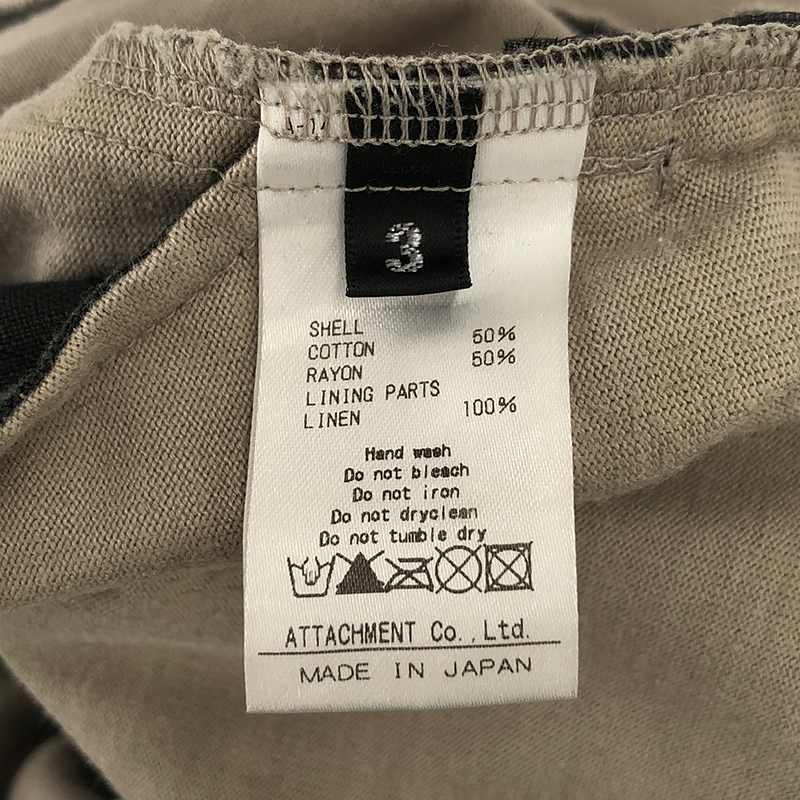 3
SHELL
COTTON 50%
RAYON 50%
LINING PARTS
LINEN 100%
Hand wash
Do not bleach
Do not iron
Do not dryclean
Do not tumble dry
ATTACHMENT Co.,Ltd.
MADE IN JAPAN